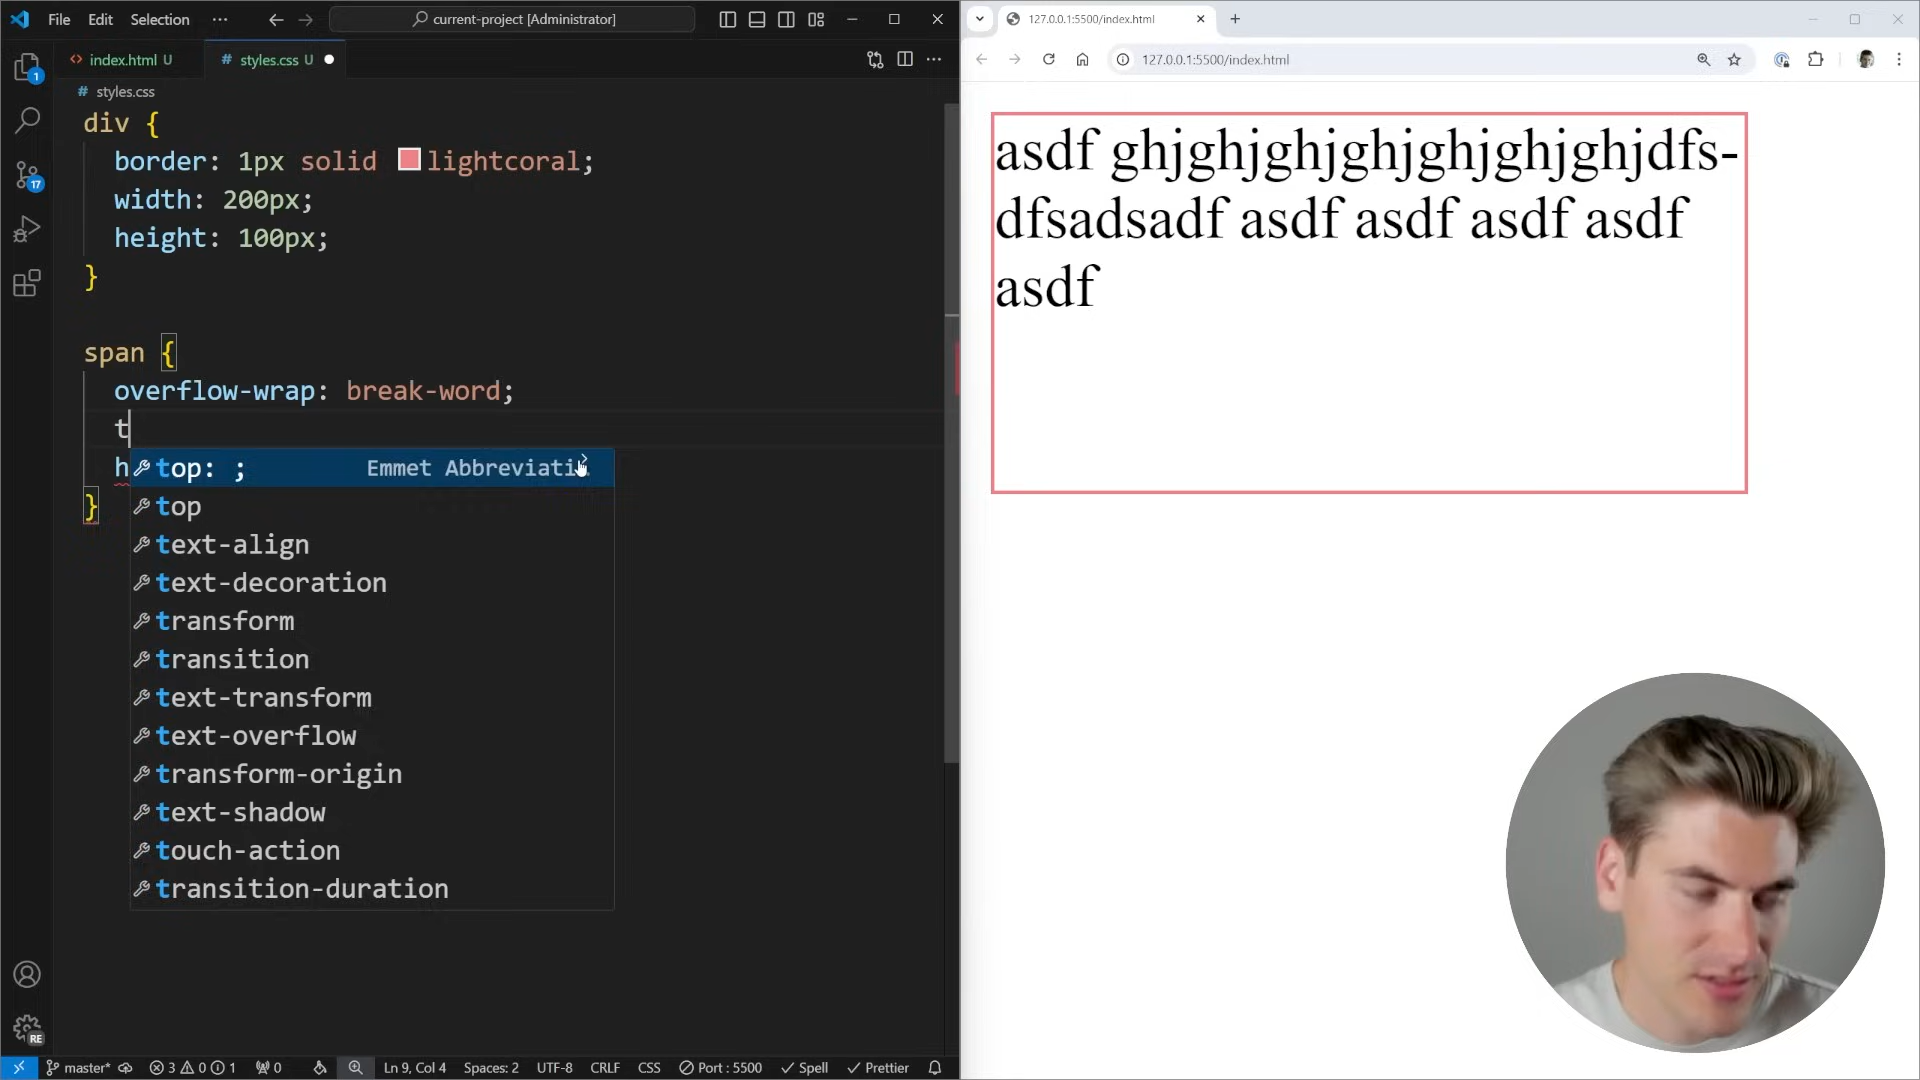 File Edit Selection ··· current-project [Administrator]
index.html U # styles.css U
# styles.css
div {
border: 1px solid lightcoral;
width: 200px;
height: 100px;
}
span {
overflow-wrap: break-word;
t
h
}
top: ; Emmet
top
text-align
text-decoration
transform
transition
text-transform
text-overflow
transform-origin
text-shadow
touch-action
transition-duration
1
17
RE
master* 3 0 1 0 Ln 9, Col 4 Spaces: 2 UTF-8 CRLF CSS Port : 5500 Spell Prettier
127.0.0.1:5500/index.html
127.0.0.1:5500/index.html
asdf ghjghjghjghjghjghjghjdfs-
dfsadsadf asdf asdf asdf asdf
asdf